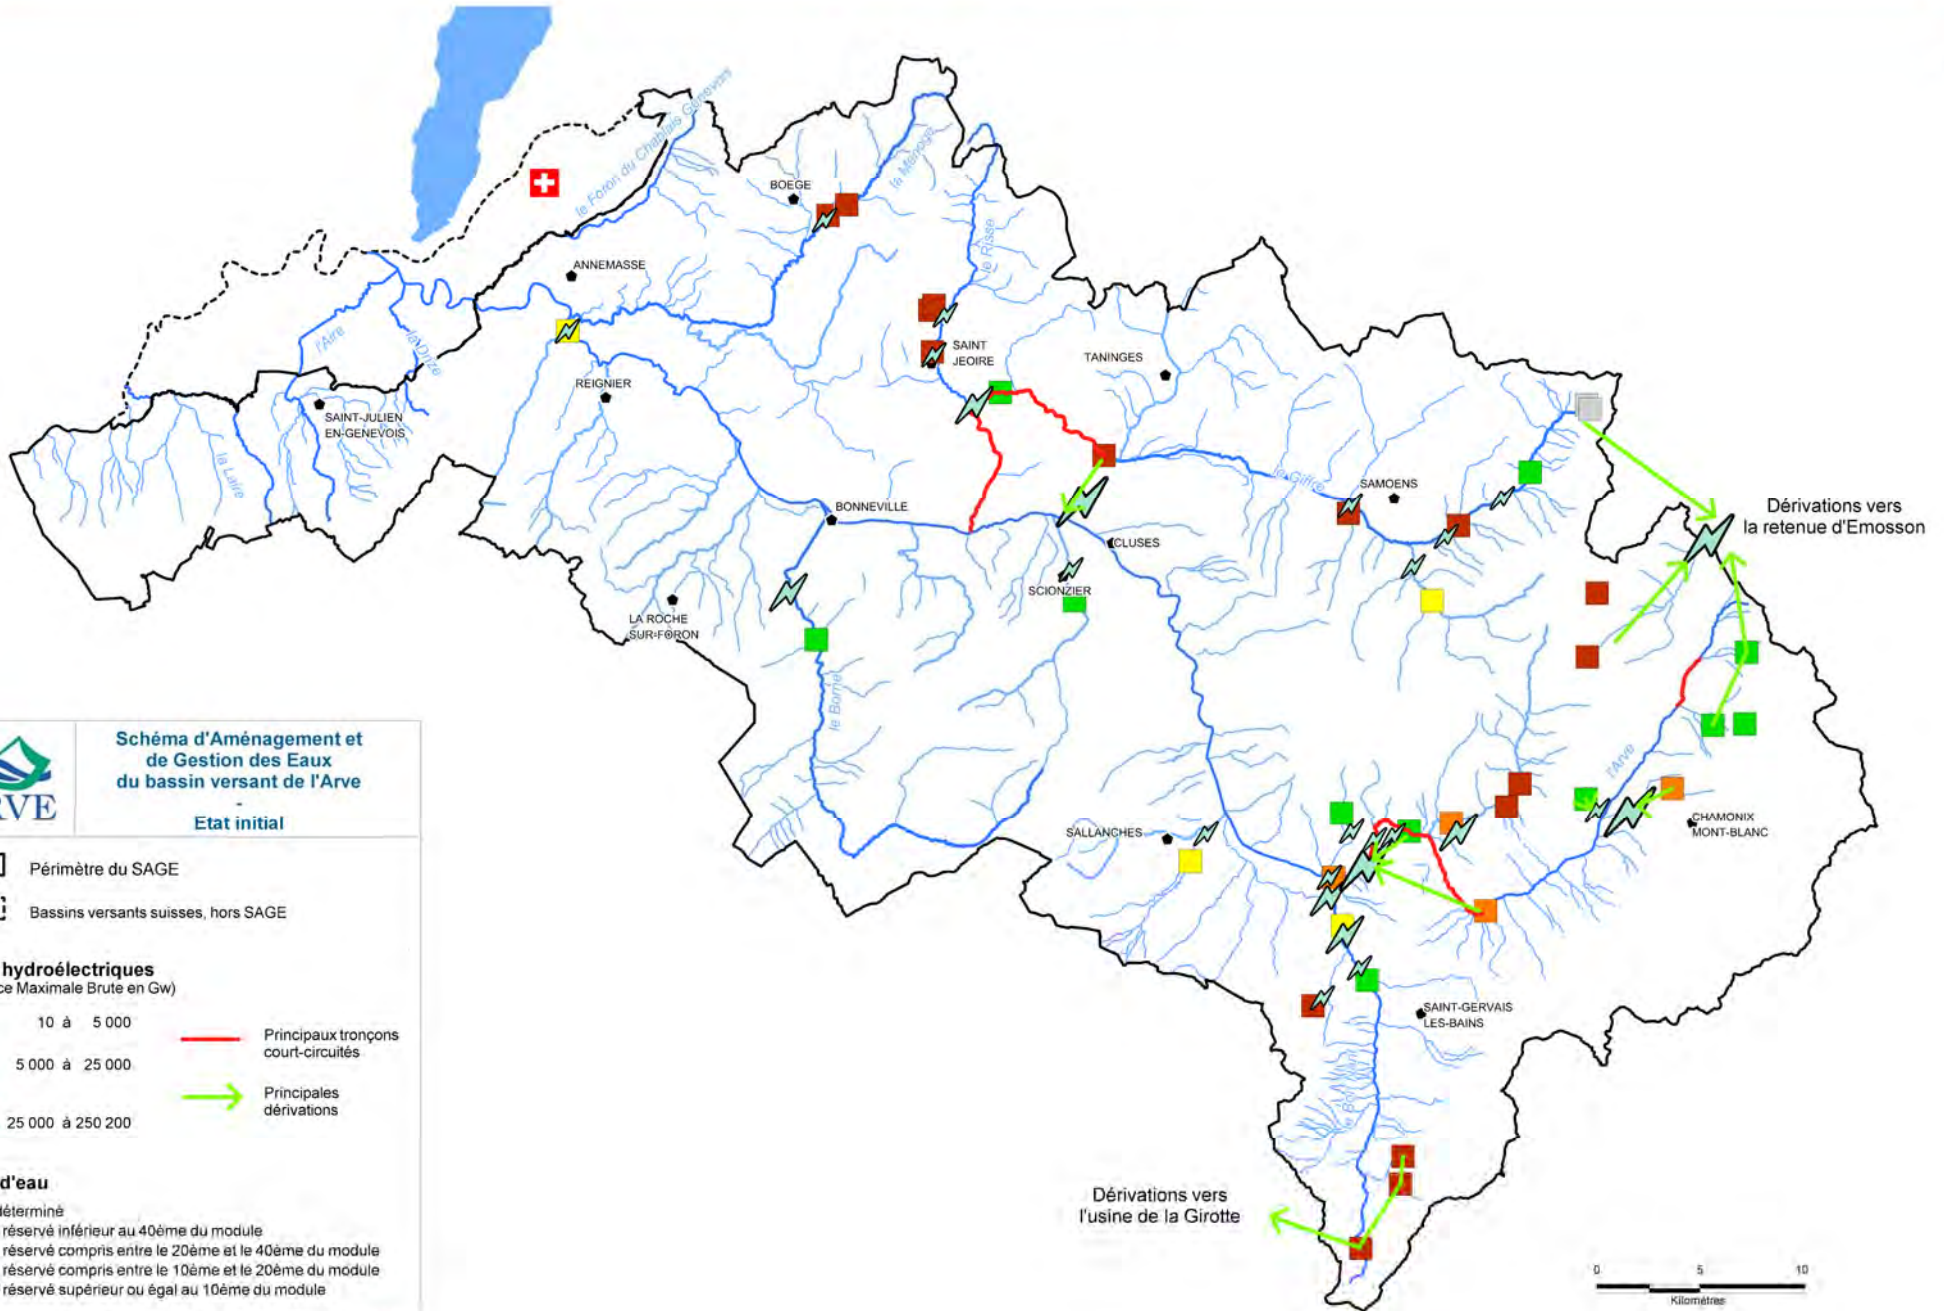 le Foron du Chablais Genevois
BOEGE
la Menoge
le Risse
ANNEMASSE
l'Aire
la Drize
REIGNIER
SAINT
JEOIRE
TANINGES
SAINT-JULIEN
EN-GENEVOIS
la Laire
le Giffre
SAMOENS
BONNEVILLE
CLUSES
Dérivations vers
la retenue d'Emosson
SCIONZIER
LA ROCHE
SUR-FORON
le Borne
l'Arve
SALLANCHES
CHAMONIX
MONT-BLANC
SAINT-GERVAIS
LES-BAINS
Dérivations vers
l'usine de la Girotte
RVE
Schéma d'Aménagement et
de Gestion des Eaux
du bassin versant de l'Arve
-
Etat initial
Périmètre du SAGE
Bassins versants suisses, hors SAGE
hydroélectriques
ce Maximale Brute en Gw)
10 à 5 000
5 000 à 25 000
25 000 à 250 200
Principaux tronçons
court-circuités
Principales
dérivations
d'eau
déterminé
réservé inférieur au 40ème du module
réservé compris entre le 20ème et le 40ème du module
réservé compris entre le 10ème et le 20ème du module
réservé supérieur ou égal au 10ème du module
0 5 10
Kilomètres